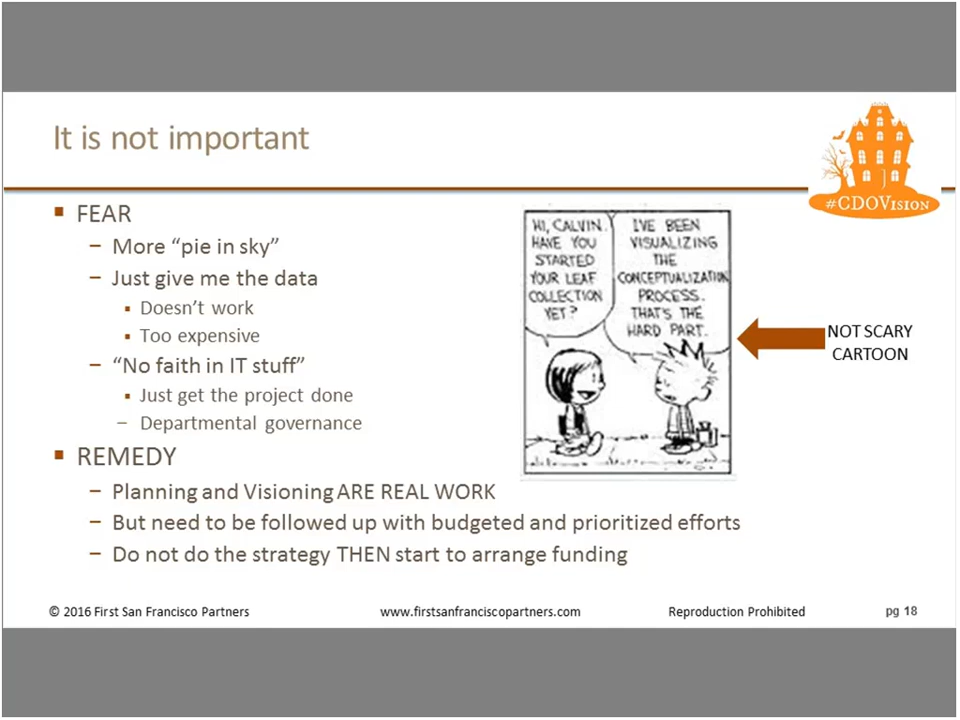 It is not important
#CDOVISION
▪ FEAR
– More “pie in sky”
– Just give me the data
▪ Doesn’t work
▪ Too expensive
– “No faith in IT stuff”
▪ Just get the project done
– Departmental governance
HI, CALVIN.
HAVE YOU
STARTED
YOUR LEAF
COLLECTION
YET?
I'VE BEEN
VISUALIZING
THE
CONCEPTUALIZATION
PROCESS.
THAT'S THE
HARD PART.
NOT SCARY
CARTOON
▪ REMEDY
– Planning and Visioning ARE REAL WORK
– But need to be followed up with budgeted and prioritized efforts
– Do not do the strategy THEN start to arrange funding
© 2016 First San Francisco Partners www.firstsanfranciscopartners.com Reproduction Prohibited pg 18